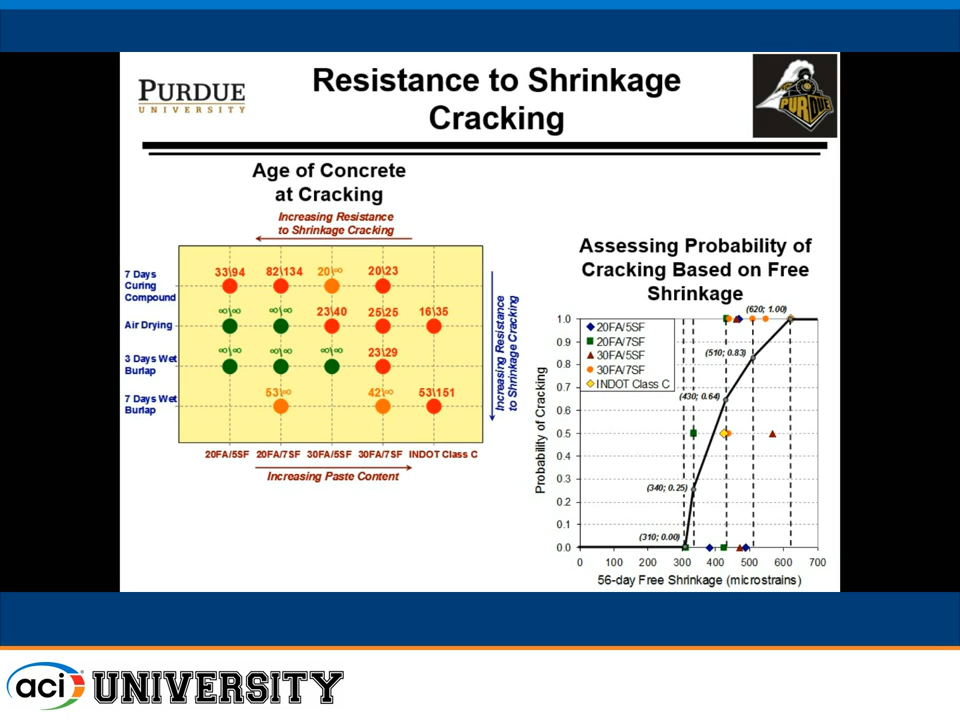 PURDUE
UNIVERSITY
Resistance to Shrinkage
Cracking
PURDUE
Age of Concrete
at Cracking
Increasing Resistance
to Shrinkage Cracking
7 Days
Curing
Compound
33\94
82\134
20\∞
20\23
Air Drying
∞\∞
∞\∞
23\40
25\25
16\35
3 Days Wet
Burlap
∞\∞
∞\∞
∞\∞
23\29
7 Days Wet
Burlap
53\∞
42\∞
53\151
20FA/5SF 20FA/7SF 30FA/5SF 30FA/7SF INDOT Class C
Increasing Paste Content
Increasing Resistance
to Shrinkage Cracking
Assessing Probability of
Cracking Based on Free
Shrinkage
(620; 1.00)
(510; 0.83)
(430; 0.64)
(340; 0.25)
(310; 0.00)
20FA/5SF
20FA/7SF
30FA/5SF
30FA/7SF
INDOT Class C
Probability of Cracking
1.0
0.9
0.8
0.7
0.6
0.5
0.4
0.3
0.2
0.1
0.0
0 100 200 300 400 500 600 700
56-day Free Shrinkage (microstrains)
aci UNIVERSITY